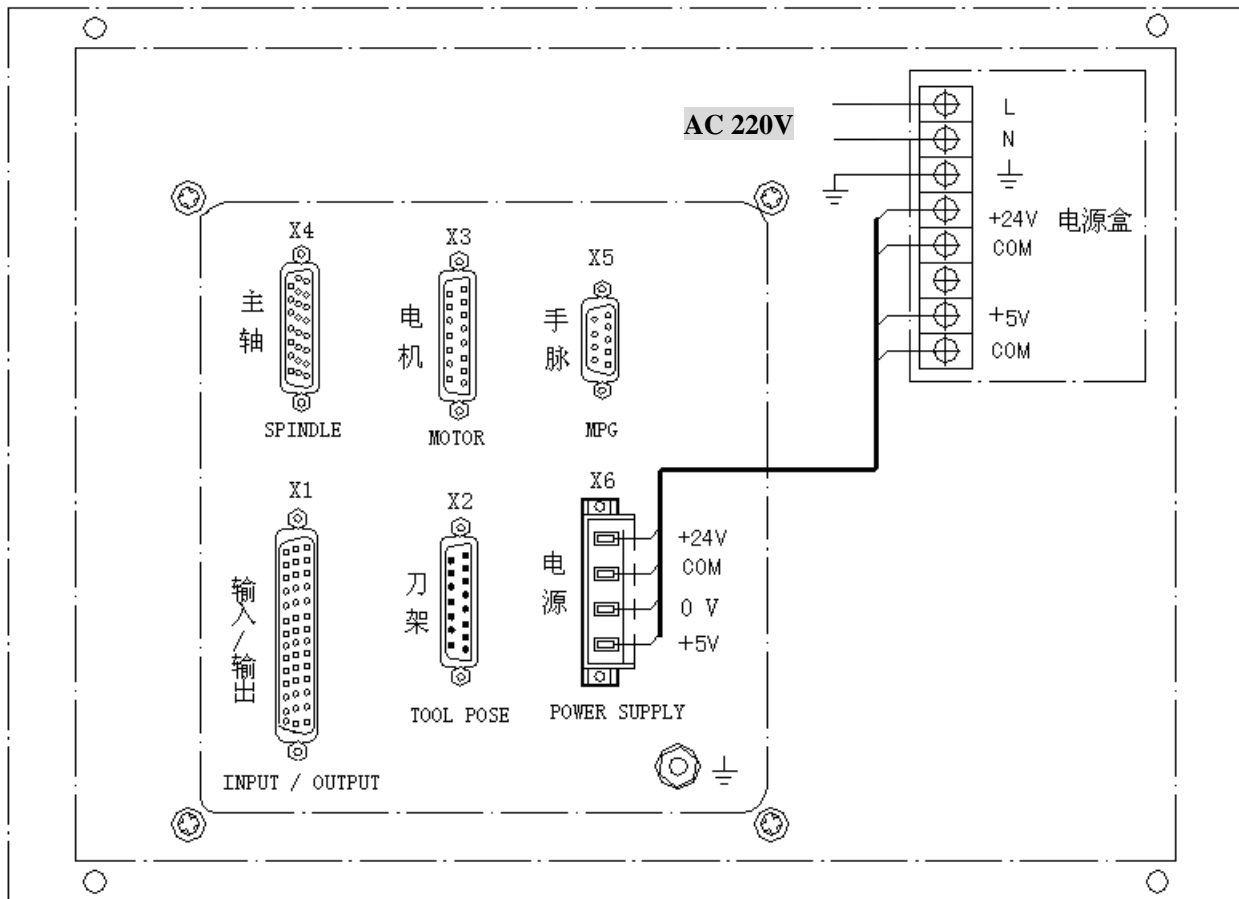 AC 220V
L
N
+24V
电源盒
COM
+5V
COM
X4
主轴
SPINDLE
X3
电机
MOTOR
X5
手脉
MPG
X1
输入/输出
INPUT / OUTPUT
X2
刀架
TOOL POSE
X6
电源
+24V
COM
0 V
+5V
POWER SUPPLY